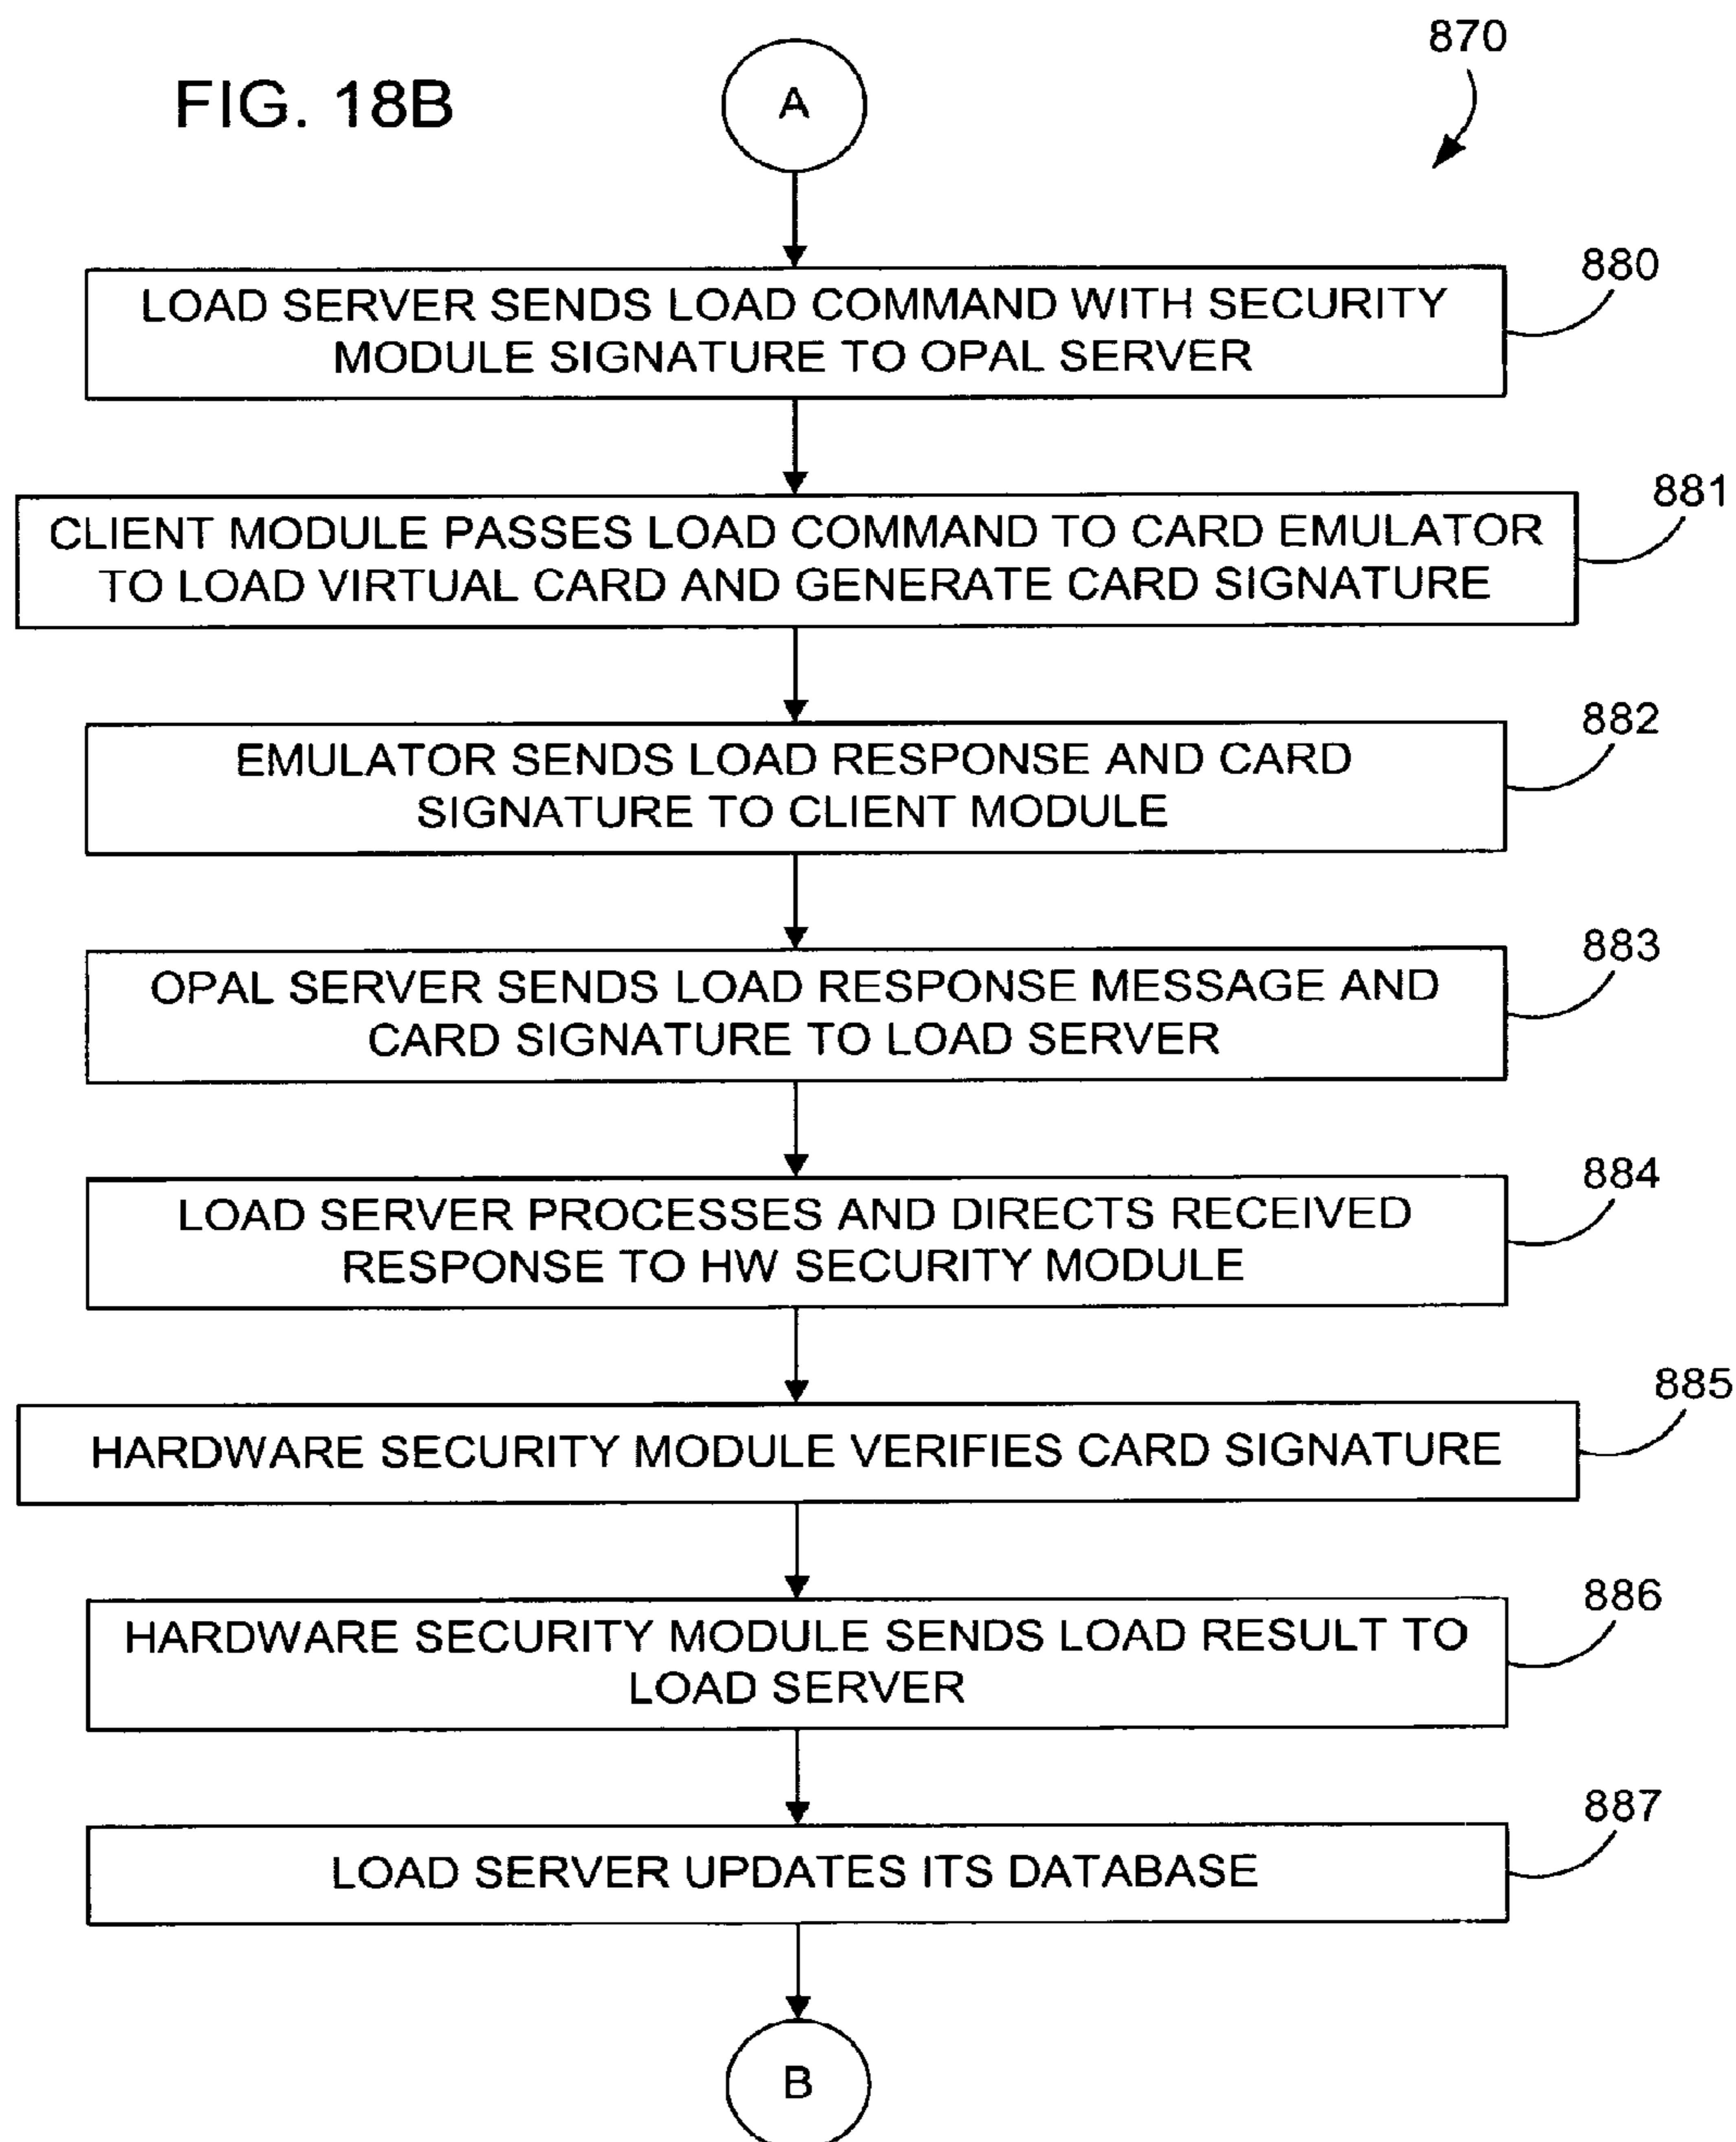 870
FIG. 18B
A
880
LOAD SERVER SENDS LOAD COMMAND WITH SECURITY
MODULE SIGNATURE TO OPAL SERVER
881
CLIENT MODULE PASSES LOAD COMMAND TO CARD EMULATOR
TO LOAD VIRTUAL CARD AND GENERATE CARD SIGNATURE
882
EMULATOR SENDS LOAD RESPONSE AND CARD
SIGNATURE TO CLIENT MODULE
883
OPAL SERVER SENDS LOAD RESPONSE MESSAGE AND
CARD SIGNATURE TO LOAD SERVER
884
LOAD SERVER PROCESSES AND DIRECTS RECEIVED
RESPONSE TO HW SECURITY MODULE
885
HARDWARE SECURITY MODULE VERIFIES CARD SIGNATURE
886
HARDWARE SECURITY MODULE SENDS LOAD RESULT TO
LOAD SERVER
887
LOAD SERVER UPDATES ITS DATABASE
B